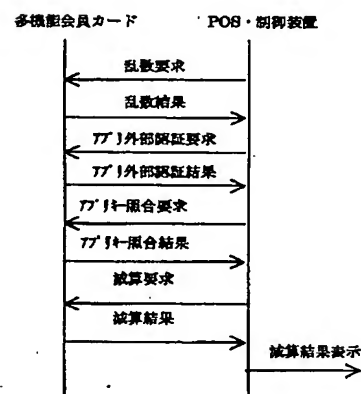 多機能会員カード
POS・制御装置
乱数要求
乱数結果
アプリ外部認証要求
アプリ外部認証結果
アプリキー照合要求
アプリキー照合結果
減算要求
減算結果
減算結果表示